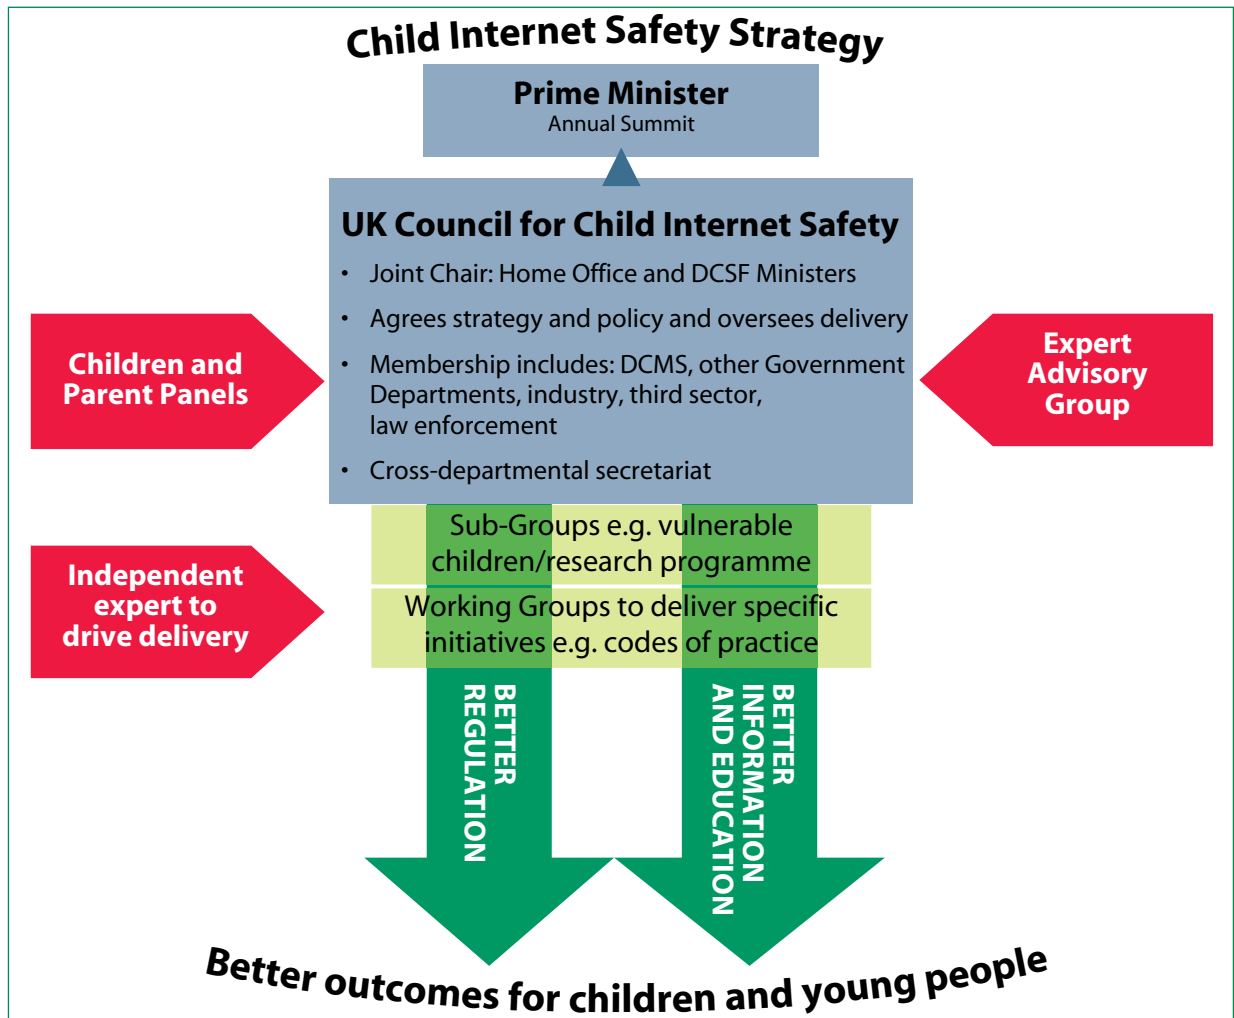 Child Internet Safety Strategy
Prime Minister
Annual Summit
UK Council for Child Internet Safety
• Joint Chair: Home Office and DCSF Ministers
• Agrees strategy and policy and oversees delivery
• Membership includes: DCMS, other Government
Departments, industry, third sector,
law enforcement
• Cross-departmental secretariat
Children and
Parent Panels
Expert
Advisory
Group
Independent
expert to
drive delivery
Sub-Groups e.g. vulnerable
children/research programme
Working Groups to deliver specific
initiatives e.g. codes of practice
BETTER
REGULATION
BETTER
INFORMATION
AND EDUCATION
Better outcomes for children and young people